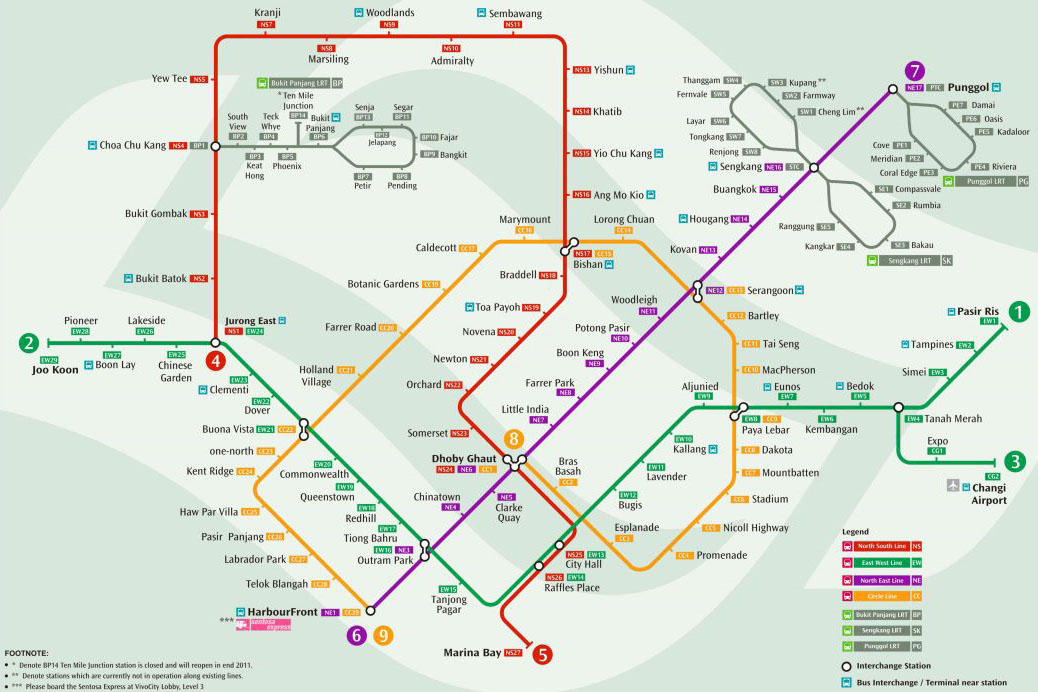 Kranji
NS7
Woodlands
NS9
Sembawang
NS11
NS8
Marsiling
NS10
Admiralty
Yew Tee NS5
NS13 Yishun
NS14 Khatib
NS15 Yio Chu Kang
NS16 Ang Mo Kio
Bukit Panjang LRT BP
*Ten Mile
Junction
BP14
South
View
BP2
Teck
Whye
BP4
Bukit
Panjang
BP6
Senja
BP13
Segar
BP11
BP12
Jelapang
BP10 Fajar
BP9 Bangkit
Choa Chu Kang NS4 BP1
BP3
Keat
Hong
BP5
Phoenix
BP7
Petir
BP8
Pending
Bukit Gombak NS3
Bukit Batok NS2
Thanggam SW4
Fernvale SW5
Layar SW6
Tongkang SW7
Renjong SW8
SW3 Kupang**
SW2 Farmway
SW1 Cheng Lim**
7
NE17 PTC Punggol
PE7 Damai
PE6 Oasis
PE5 Kadaloor
Cove PE1
Meridian PE2
Coral Edge PE3
PE4 Riviera
Punggol LRT PG
Sengkang NE16 STC
SE1 Compassvale
SE2 Rumbia
Ranggung SE5
Kangkar SE4
SE3 Bakau
Sengkang LRT SK
Buangkok NE15
Hougang NE14
Kovan NE13
NE12 CC13 Serangoon
Marymount
CC16
Lorong Chuan
CC14
Caldecott CC17
NS17 CC15
Bishan
Braddell NS18
Botanic Gardens CC19
Toa Payoh NS19
Farrer Road CC20
Novena NS20
Newton NS21
Holland
Village
CC21
Orchard NS22
Somerset NS23
Woodleigh
NE11
Potong Pasir
NE10
Boon Keng
NE9
Farrer Park
NE8
Little India
NE7
CC12 Bartley
CC11 Tai Seng
CC10 MacPherson
1
Pasir Ris
EW1
Tampines EW2
Simei EW3
2
Pioneer
EW28
Lakeside
EW26
Jurong East
NS1 EW24
4
EW29
Joo Koon
EW27
Boon Lay
EW25
Chinese
Garden
EW23
Clementi
EW22
Dover
Buona Vista EW21 CC22
one-north CC23
Kent Ridge CC24
Haw Par Villa CC25
Pasir Panjang CC26
Labrador Park CC27
Telok Blangah CC28
HarbourFront NE1 CC29
*** sentosa
express
6
9
EW20
Commonwealth
EW19
Queenstown
EW18
Redhill
EW17
Tiong Bahru
EW16 NE3
Outram Park
EW15
Tanjong
Pagar
8
Dhoby Ghaut
NS24 NE6 CC1
Chinatown
NE4
NE5
Clarke
Quay
Bras
Basah
CC2
Esplanade
CC3
NS25 EW13
City Hall
NS26 EW14
Raffles Place
Marina Bay NS27
5
Aljunied
EW9
Eunos
EW7
Bedok
EW5
EW8 CC9
Paya Lebar
EW6
Kembangan
EW4 Tanah Merah
Expo
CG1
3
CG2
Changi
Airport
EW10
Kallang
EW11
Lavender
EW12
Bugis
CC8 Dakota
CC7 Mountbatten
CC6 Stadium
CC5 Nicoll Highway
CC4 Promenade
Legend
North South Line NS
East West Line EW
North East Line NE
Circle Line CC
Bukit Panjang LRT BP
Sengkang LRT SK
Punggol LRT PG
Interchange Station
Bus Interchange / Terminal near station
FOOTNOTE:
• * Denote BP14 Ten Mile Junction station is closed and will reopen in end 2011.
• ** Denote stations which are currently not in operation along existing lines.
• *** Please board the Sentosa Express at VivoCity Lobby, Level 3